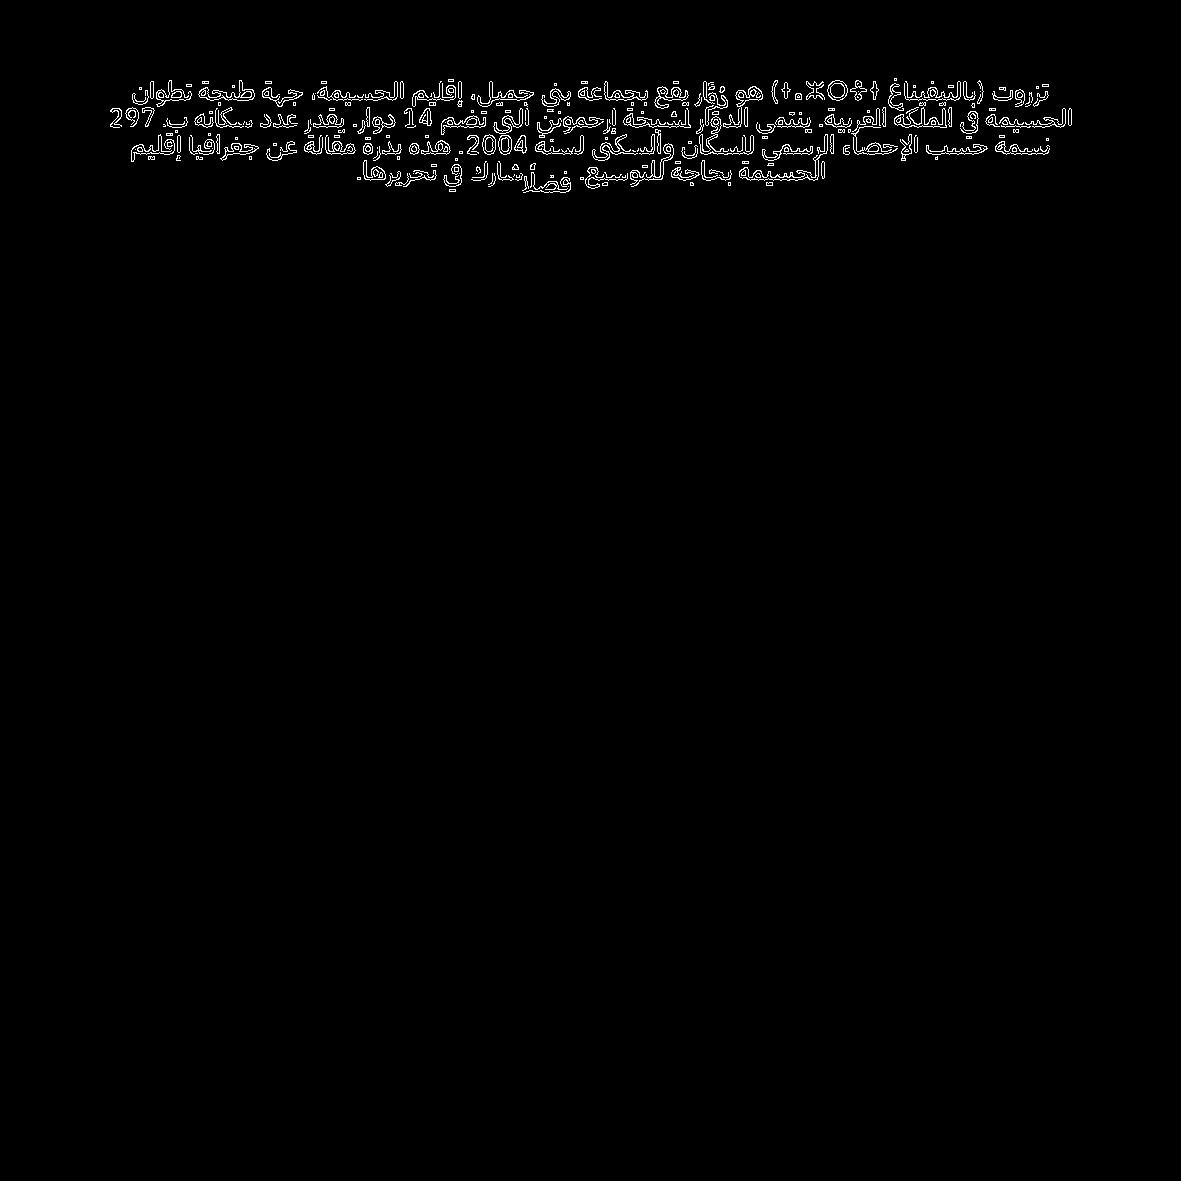 تزروت (بالتيفيناغ ⵜⴰⵣⵔⴻⵜ) هو دُوَّار يقع بجماعة بني جميل، إقليم الحسيمة، جهة طنجة تطوان
الحسيمة في المملكة المغربية. ينتمي الدوّار لمشيخة إرحمونن التي تضم 14 دوار. يقدر عدد سكانه ب 297
نسمة حسب الإحصاء الرسمي للسكان والسكنى لسنة 2004. هذه بذرة مقالة عن جغرافيا إقليم
الحسيمة بحاجة للتوسيع. فضلًا شارك في تحريرها.